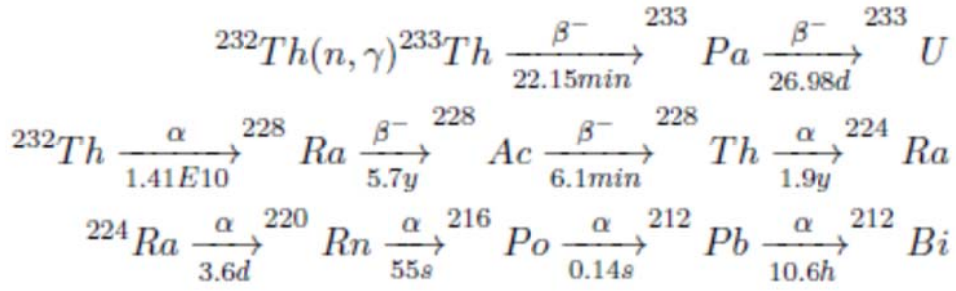 ²³²Th(n, γ)²³³Th —β⁻→ 22.15min ²³³Pa —β⁻→ 26.98d ²³³U
²³²Th —α→ 1.41E10 ²²⁸Ra —β⁻→ 5.7y ²²⁸Ac —β⁻→ 6.1min ²²⁸Th —α→ 1.9y ²²⁴Ra
²²⁴Ra —α→ 3.6d ²²⁰Rn —α→ 55s ²¹⁶Po —α→ 0.14s ²¹²Pb —α→ 10.6h ²¹²Bi